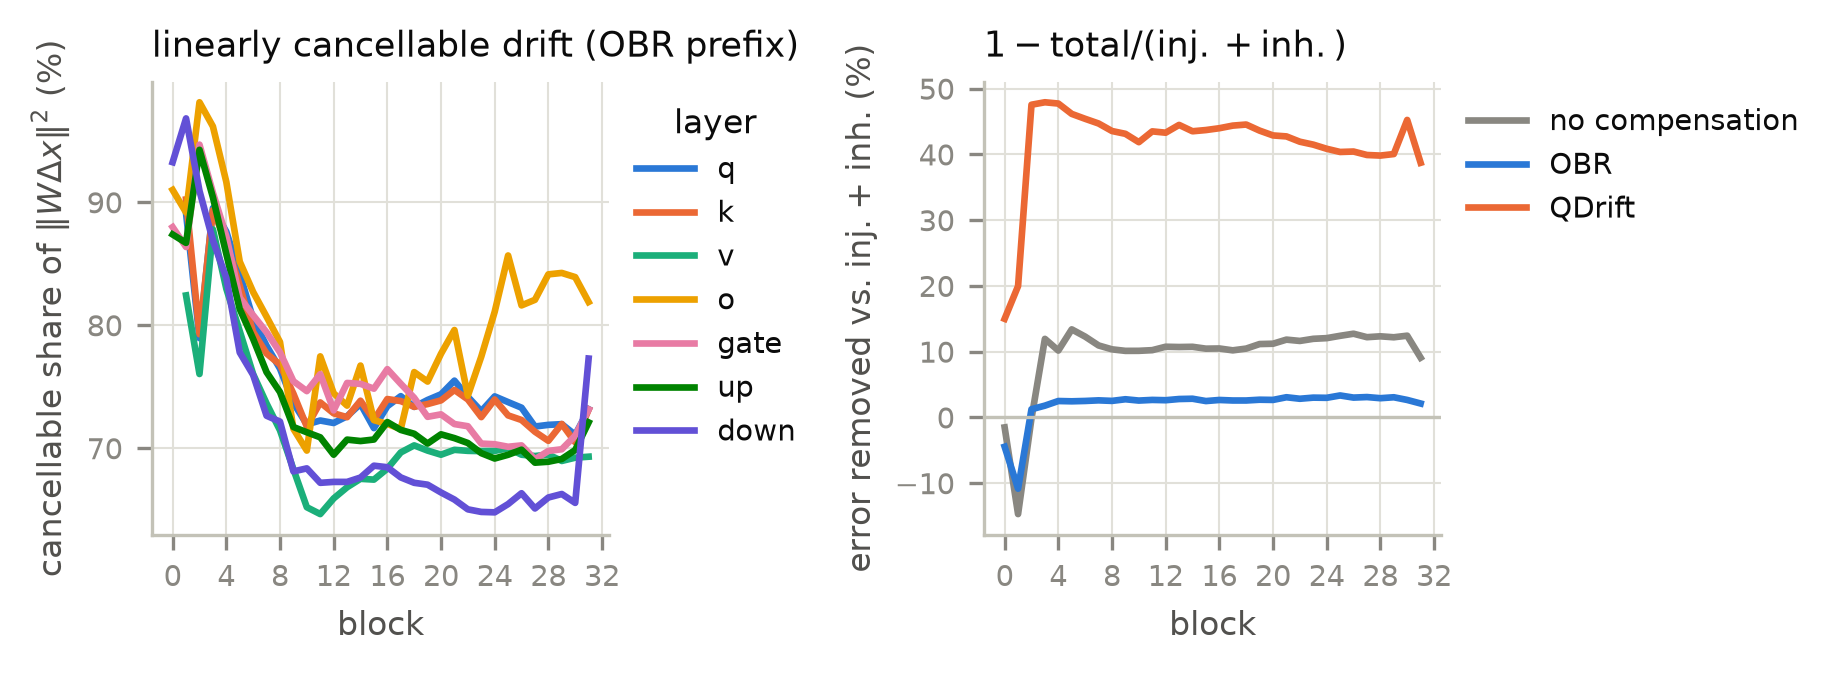 linearly cancellable drift (OBR prefix)
cancellable share of ‖WΔx‖² (%)
90
80
70
0 4 8 12 16 20 24 28 32
block
layer
q
k
v
o
gate
up
down
1 − total/(inj. + inh. )
error removed vs. inj. + inh. (%)
50
40
30
20
10
0
−10
0 4 8 12 16 20 24 28 32
block
no compensation
OBR
QDrift